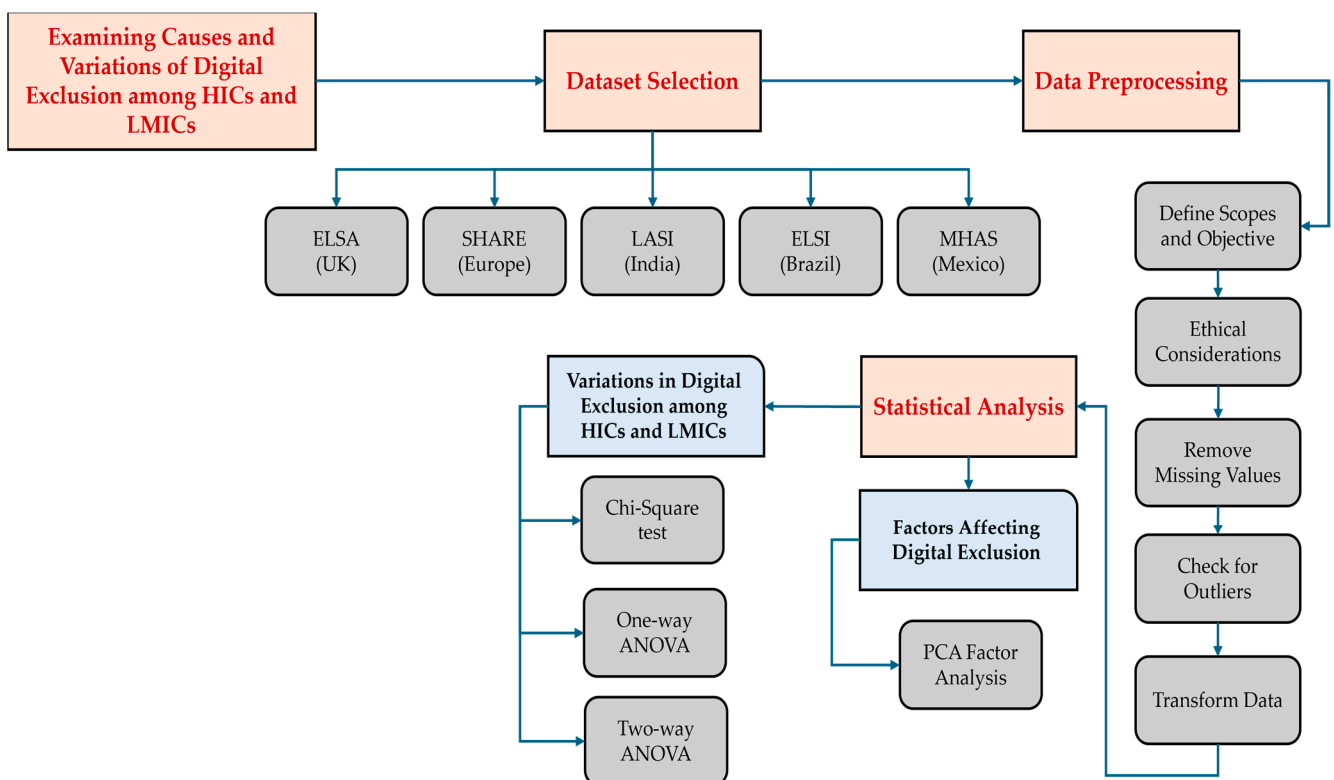 Examining Causes and
Variations of Digital
Exclusion among HICs and
LMICs
Dataset Selection
Data Preprocessing
ELSA
(UK)
SHARE
(Europe)
LASI
(India)
ELSI
(Brazil)
MHAS
(Mexico)
Define Scopes
and Objective
Ethical
Considerations
Remove
Missing Values
Check for
Outliers
Transform Data
Statistical Analysis
Variations in Digital
Exclusion among
HICs and LMICs
Chi-Square
test
One-way
ANOVA
Two-way
ANOVA
Factors Affecting
Digital Exclusion
PCA Factor
Analysis